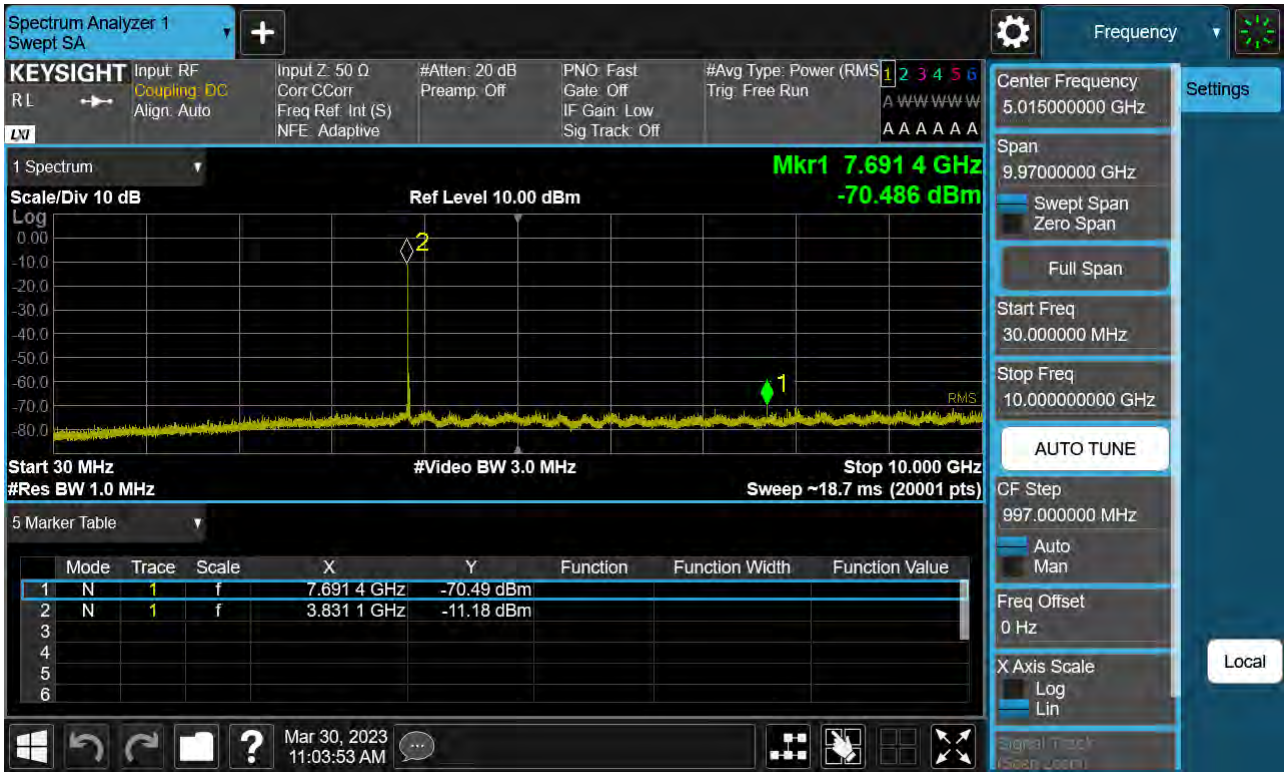 Spectrum Analyzer 1
Swept SA
+
Frequency
KEYSIGHT
RL
LXI
Input: RF
Coupling: DC
Align: Auto
Input Z: 50 Ω
Corr CCorr
Freq Ref: Int (S)
NFE: Adaptive
#Atten: 20 dB
Preamp: Off
PNO: Fast
Gate: Off
IF Gain: Low
Sig Track: Off
#Avg Type: Power (RMS
Trig: Free Run
1 2 3 4 5 6
A W W W W W
A A A A A A
1 Spectrum
Scale/Div 10 dB
Ref Level 10.00 dBm
Mkr1 7.691 4 GHz
-70.486 dBm
Log
0.00
-10.0
-20.0
-30.0
-40.0
-50.0
-60.0
-70.0
-80.0
2
1
RMS
Start 30 MHz
#Video BW 3.0 MHz
Stop 10.000 GHz
#Res BW 1.0 MHz
Sweep ~18.7 ms (20001 pts)
5 Marker Table
Mode Trace Scale X Y Function Function Width Function Value
1 N 1 f 7.691 4 GHz -70.49 dBm
2 N 1 f 3.831 1 GHz -11.18 dBm
3
4
5
6
Mar 30, 2023
11:03:53 AM
?
Center Frequency
5.015000000 GHz
Span
9.97000000 GHz
Swept Span
Zero Span
Full Span
Start Freq
30.000000 MHz
Stop Freq
10.000000000 GHz
AUTO TUNE
CF Step
997.000000 MHz
Auto
Man
Freq Offset
0 Hz
X Axis Scale
Log
Lin
Signal Track
(Span Zoom)
Settings
Local